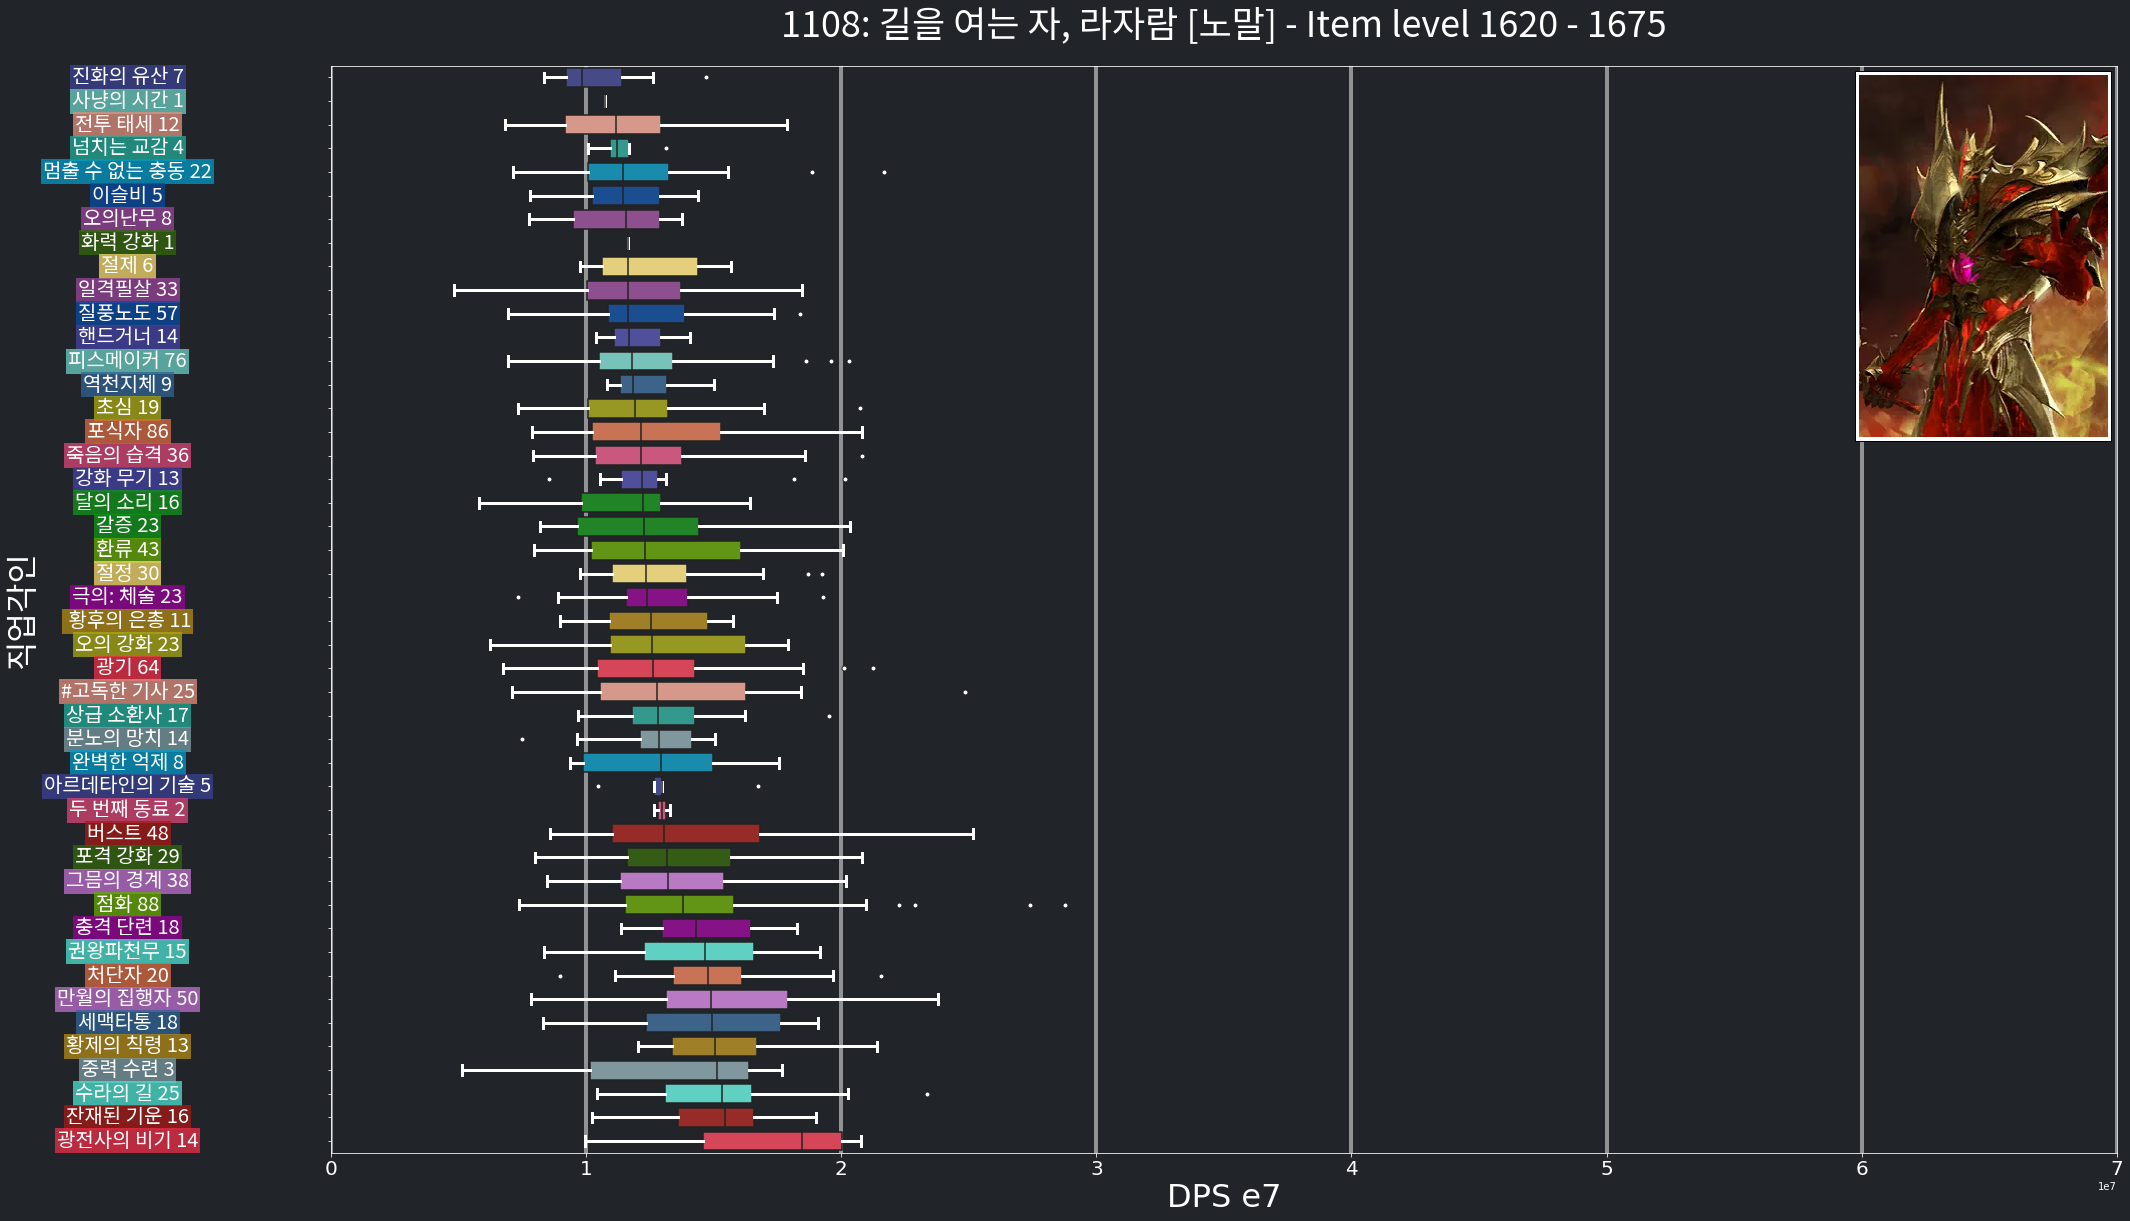 1108: 길을 여는 자, 라자람 [노말] - Item level 1620 - 1675
진화의 유산 7
사냥의 시간 1
전투 태세 12
넘치는 교감 4
멈출 수 없는 충동 22
이슬비 5
오의난무 8
화력 강화 1
절제 6
일격필살 33
질풍노도 57
핸드거너 14
피스메이커 76
역천지체 9
초심 19
포식자 86
죽음의 습격 36
강화 무기 13
달의 소리 16
갈증 23
환류 43
절정 30
극의: 체술 23
황후의 은총 11
오의 강화 23
광기 64
#고독한 기사 25
상급 소환사 17
분노의 망치 14
완벽한 억제 8
아르데타인의 기술 5
두 번째 동료 2
버스트 48
포격 강화 29
그믐의 경계 38
점화 88
충격 단련 18
권왕파천무 15
처단자 20
만월의 집행자 50
세맥타통 18
황제의 칙령 13
중력 수련 3
수라의 길 25
잔재된 기운 16
광전사의 비기 14
직업각인
0 1 2 3 4 5 6 7
1e7
DPS e7